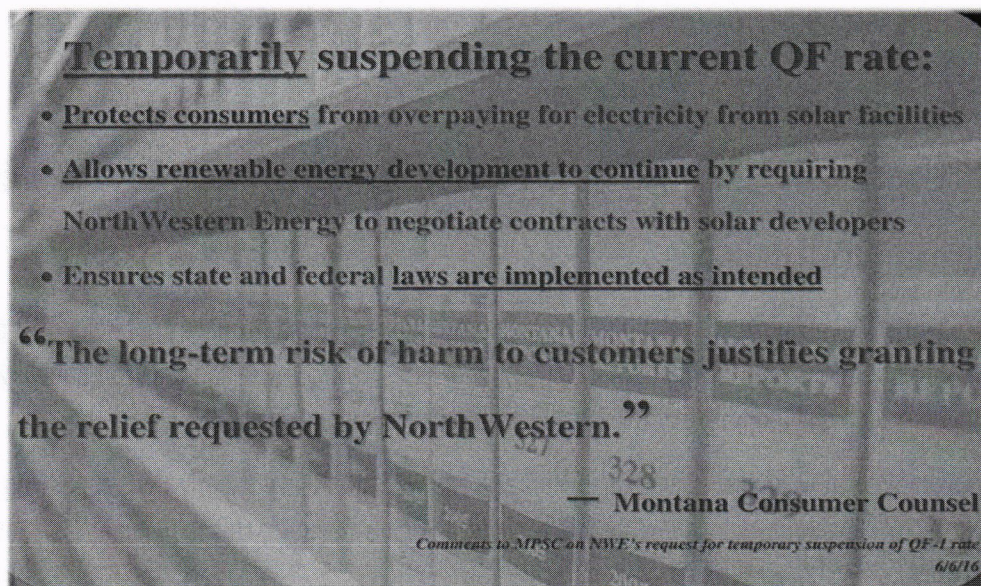 Temporarily suspending the current QF rate:
• Protects consumers from overpaying for electricity from solar facilities
• Allows renewable energy development to continue by requiring
NorthWestern Energy to negotiate contracts with solar developers
• Ensures state and federal laws are implemented as intended
“The long-term risk of harm to customers justifies granting
the relief requested by NorthWestern.”
— Montana Consumer Counsel
Comments to MPSC on NWE's request for temporary suspension of QF-1 rate
6/6/16
327
328
329